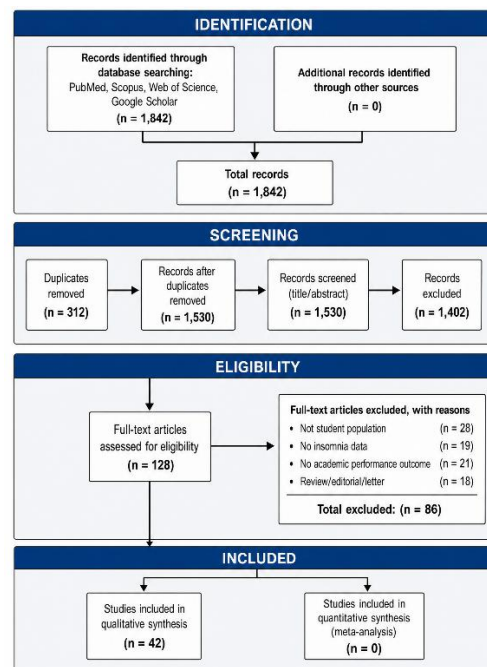 IDENTIFICATION
Records identified through
database searching:
PubMed, Scopus, Web of Science,
Google Scholar
(n = 1,842)
Additional records identified
through other sources
(n = 0)
Total records
(n = 1,842)
SCREENING
Duplicates
removed
(n = 312)
Records after
duplicates
removed
(n = 1,530)
Records screened
(title/abstract)
(n = 1,530)
Records
excluded
(n = 1,402)
ELIGIBILITY
Full-text articles
assessed for eligibility
(n = 128)
Full-text articles excluded, with reasons
• Not student population (n = 28)
• No insomnia data (n = 19)
• No academic performance outcome (n = 21)
• Review/editorial/letter (n = 18)
Total excluded: (n = 86)
INCLUDED
Studies included in
qualitative synthesis
(n = 42)
Studies included in
quantitative synthesis
(meta-analysis)
(n = 0)